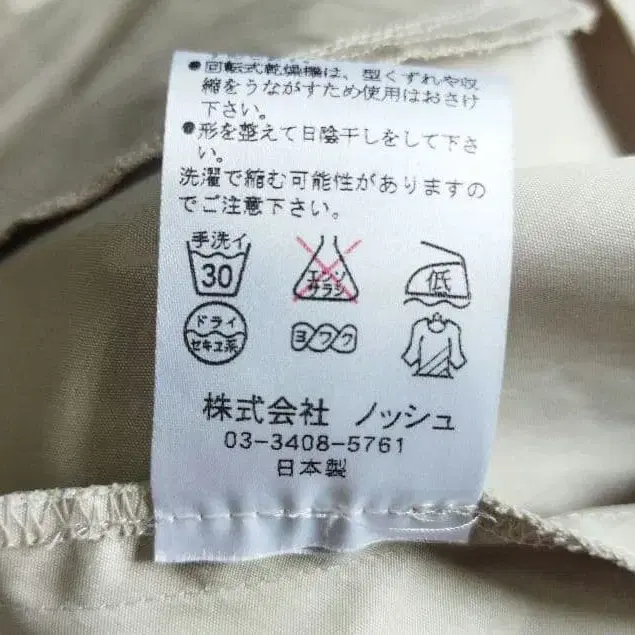 ●回転式乾燥機は、型くずれや収
縮をうながすため使用はおさけ
下さい。
●形を整えて日陰干しをして下さ
い。
洗濯で縮む可能性がありますの
でご注意下さい。
手洗イ
30
エンソ
サラシ
低
ドライ
セキユ系
ヨワク
株式会社 ノッシュ
03-3408-5761
日本製